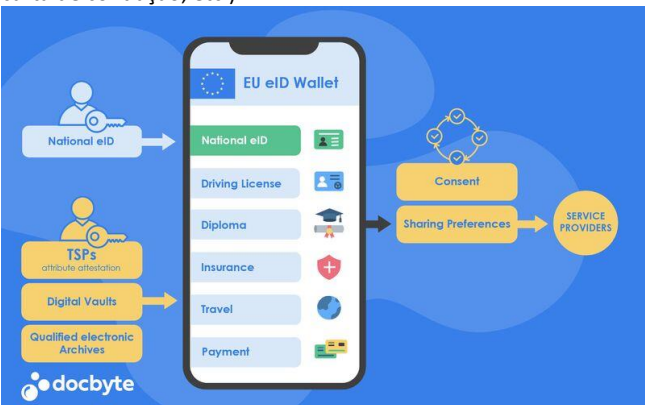 EU eID Wallet
National eID
National eID
Driving License
Diploma
Insurance
Travel
Payment
TSPs
attribute attestation
Digital Vaults
Qualified electronic
Archives
Consent
Sharing Preferences
SERVICE
PROVIDERS
docbyte